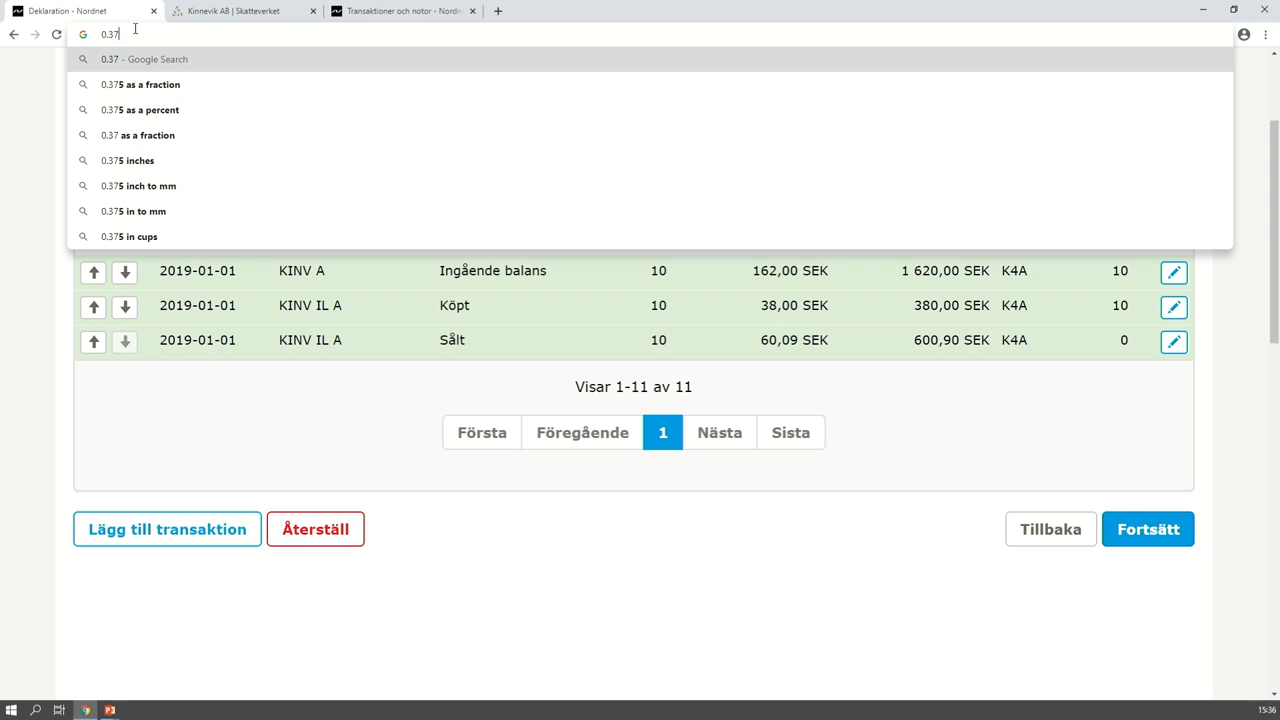 Deklaration - Nordnet
Kinnevik AB | Skatteverket
Transaktioner och notor - Nordn
0.37
0.37 - Google Search
0.375 as a fraction
0.375 as a percent
0.37 as a fraction
0.375 inches
0.375 inch to mm
0.375 in to mm
0.375 in cups
2019-01-01 KINV A Ingående balans 10 162,00 SEK 1 620,00 SEK K4A 10
2019-01-01 KINV IL A Köpt 10 38,00 SEK 380,00 SEK K4A 10
2019-01-01 KINV IL A Sålt 10 60,09 SEK 600,90 SEK K4A 0
Visar 1-11 av 11
Första Föregående 1 Nästa Sista
Lägg till transaktion Återställ Tillbaka Fortsätt
15:36